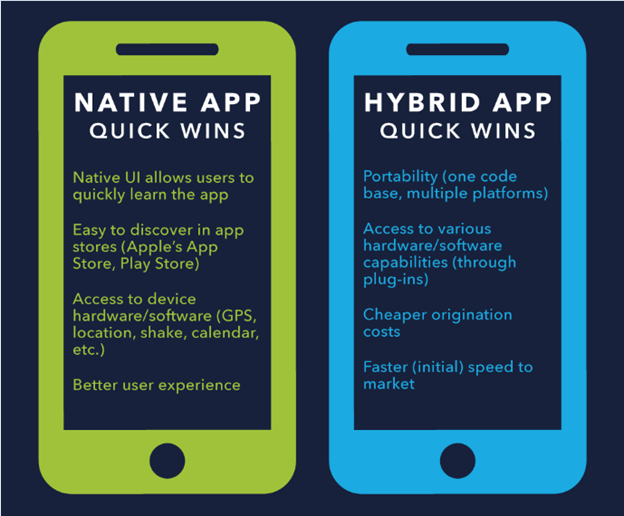 NATIVE APP
QUICK WINS
Native UI allows users to
quickly learn the app
Easy to discover in app
stores (Apple's App
Store, Play Store)
Access to device
hardware/software (GPS,
location, shake, calendar,
etc.)
Better user experience
HYBRID APP
QUICK WINS
Portability (one code
base, multiple platforms)
Access to various
hardware/software
capabilities (through
plug-ins)
Cheaper origination
costs
Faster (initial) speed to
market